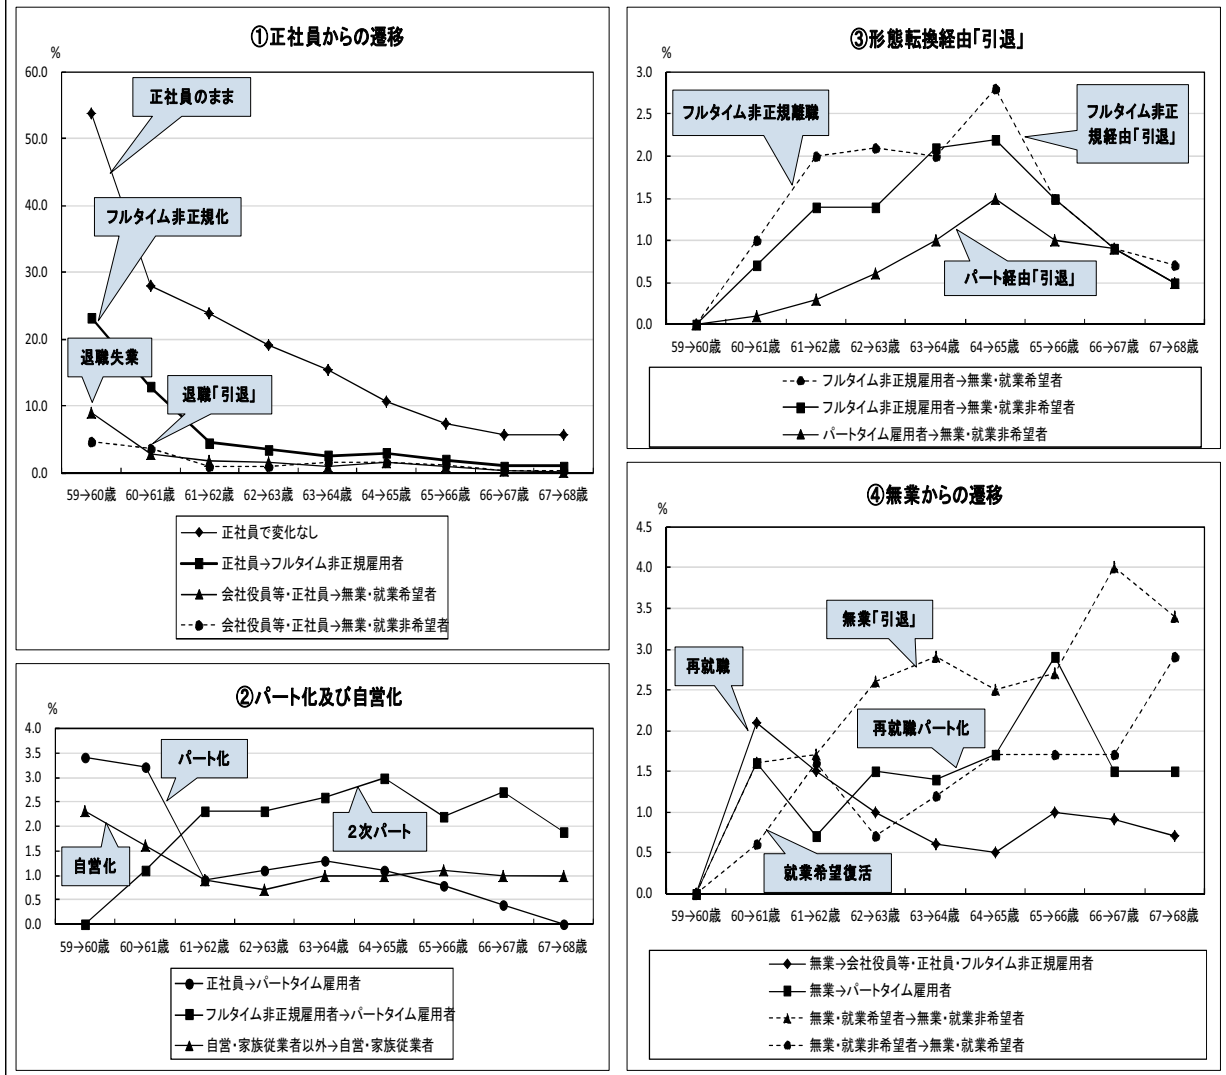 ①正社員からの遷移
%
60.0
50.0
40.0
30.0
20.0
10.0
0.0
正社員のまま
フルタイム非正規化
退職失業
退職「引退」
59→60歳 60→61歳 61→62歳 62→63歳 63→64歳 64→65歳 65→66歳 66→67歳 67→68歳
正社員で変化なし
正社員→フルタイム非正規雇用者
会社役員等・正社員→無業・就業希望者
会社役員等・正社員→無業・就業非希望者
②パート化及び自営化
%
4.0
3.5
3.0
2.5
2.0
1.5
1.0
0.5
0.0
パート化
自営化
2次パート
59→60歳 60→61歳 61→62歳 62→63歳 63→64歳 64→65歳 65→66歳 66→67歳 67→68歳
正社員→パートタイム雇用者
フルタイム非正規雇用者→パートタイム雇用者
自営・家族従業者以外→自営・家族従業者
③形態転換経由「引退」
%
3.0
2.5
2.0
1.5
1.0
0.5
0.0
フルタイム非正規離職
フルタイム非正
規経由「引退」
パート経由「引退」
59→60歳 60→61歳 61→62歳 62→63歳 63→64歳 64→65歳 65→66歳 66→67歳 67→68歳
フルタイム非正規雇用者→無業・就業希望者
フルタイム非正規雇用者→無業・就業非希望者
パートタイム雇用者→無業・就業非希望者
④無業からの遷移
%
4.5
4.0
3.5
3.0
2.5
2.0
1.5
1.0
0.5
0.0
無業「引退」
再就職
再就職パート化
就業希望復活
59→60歳 60→61歳 61→62歳 62→63歳 63→64歳 64→65歳 65→66歳 66→67歳 67→68歳
無業→会社役員等・正社員・フルタイム非正規雇用者
無業→パートタイム雇用者
無業・就業希望者→無業・就業非希望者
無業・就業非希望者→無業・就業希望者